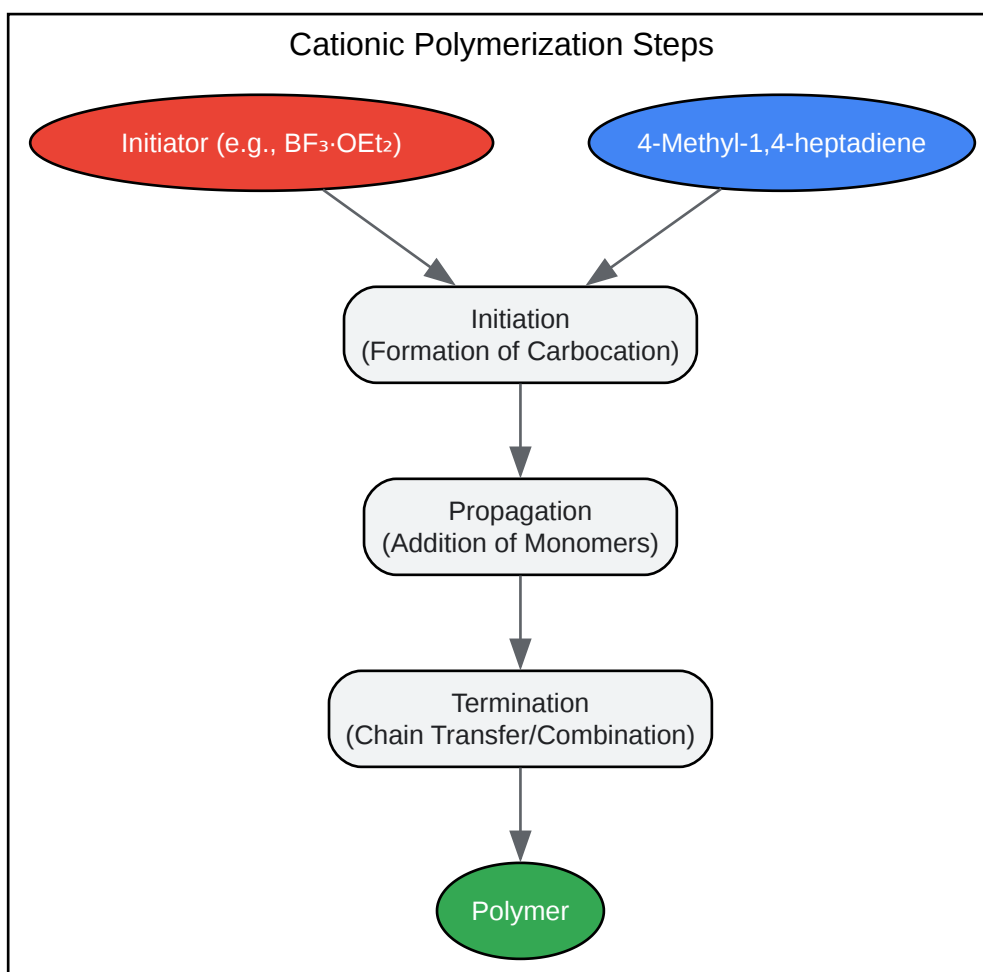 Cationic Polymerization Steps
Initiator (e.g., BF₃·OEt₂)
4-Methyl-1,4-heptadiene
Initiation
(Formation of Carbocation)
Propagation
(Addition of Monomers)
Termination
(Chain Transfer/Combination)
Polymer